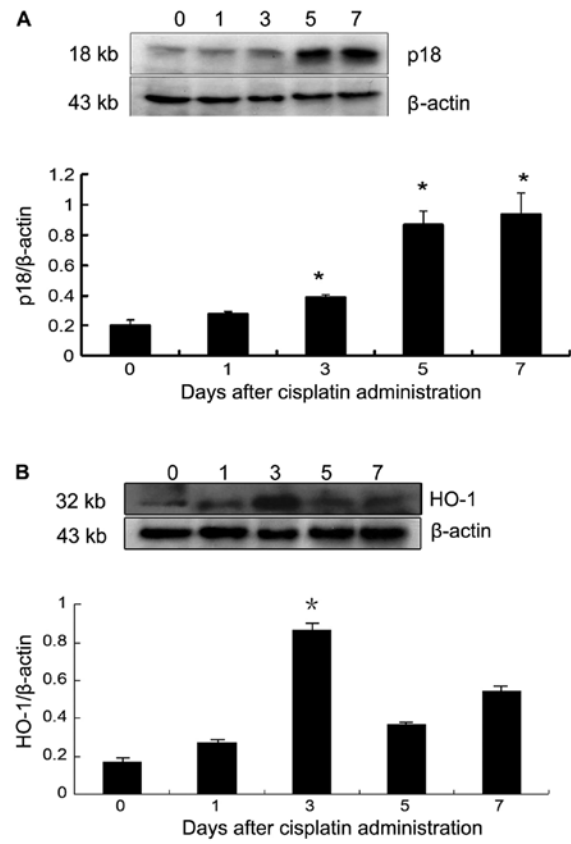 A
0 1 3 5 7
18 kb p18
43 kb β-actin
1.2
1
0.8
0.6
0.4
0.2
0
p18/β-actin
* * *
0 1 3 5 7
Days after cisplatin administration
B
0 1 3 5 7
32 kb HO-1
43 kb β-actin
1
0.8
0.6
0.4
0.2
0
HO-1/β-actin
*
0 1 3 5 7
Days after cisplatin administration